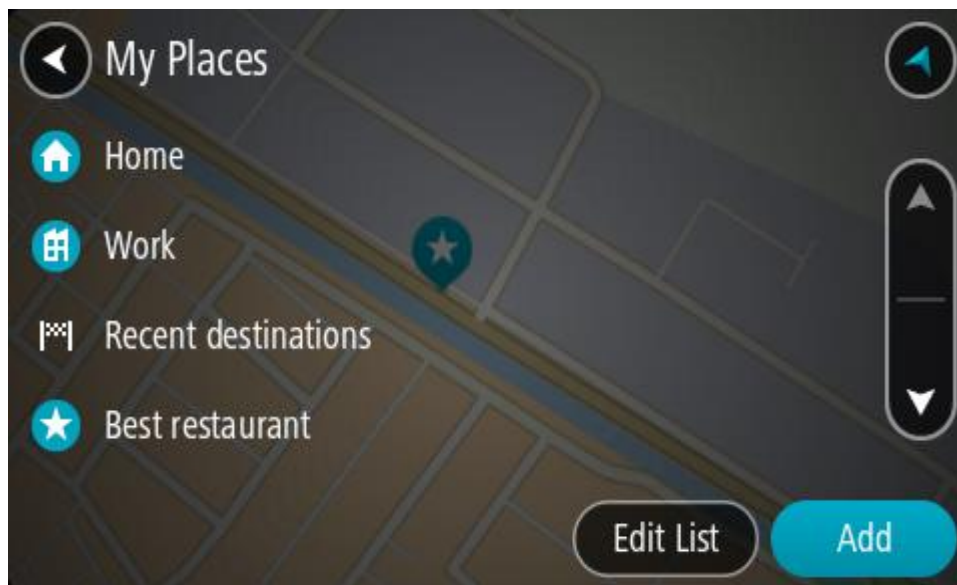 My Places
Home
Work
Recent destinations
Best restaurant
Edit List
Add